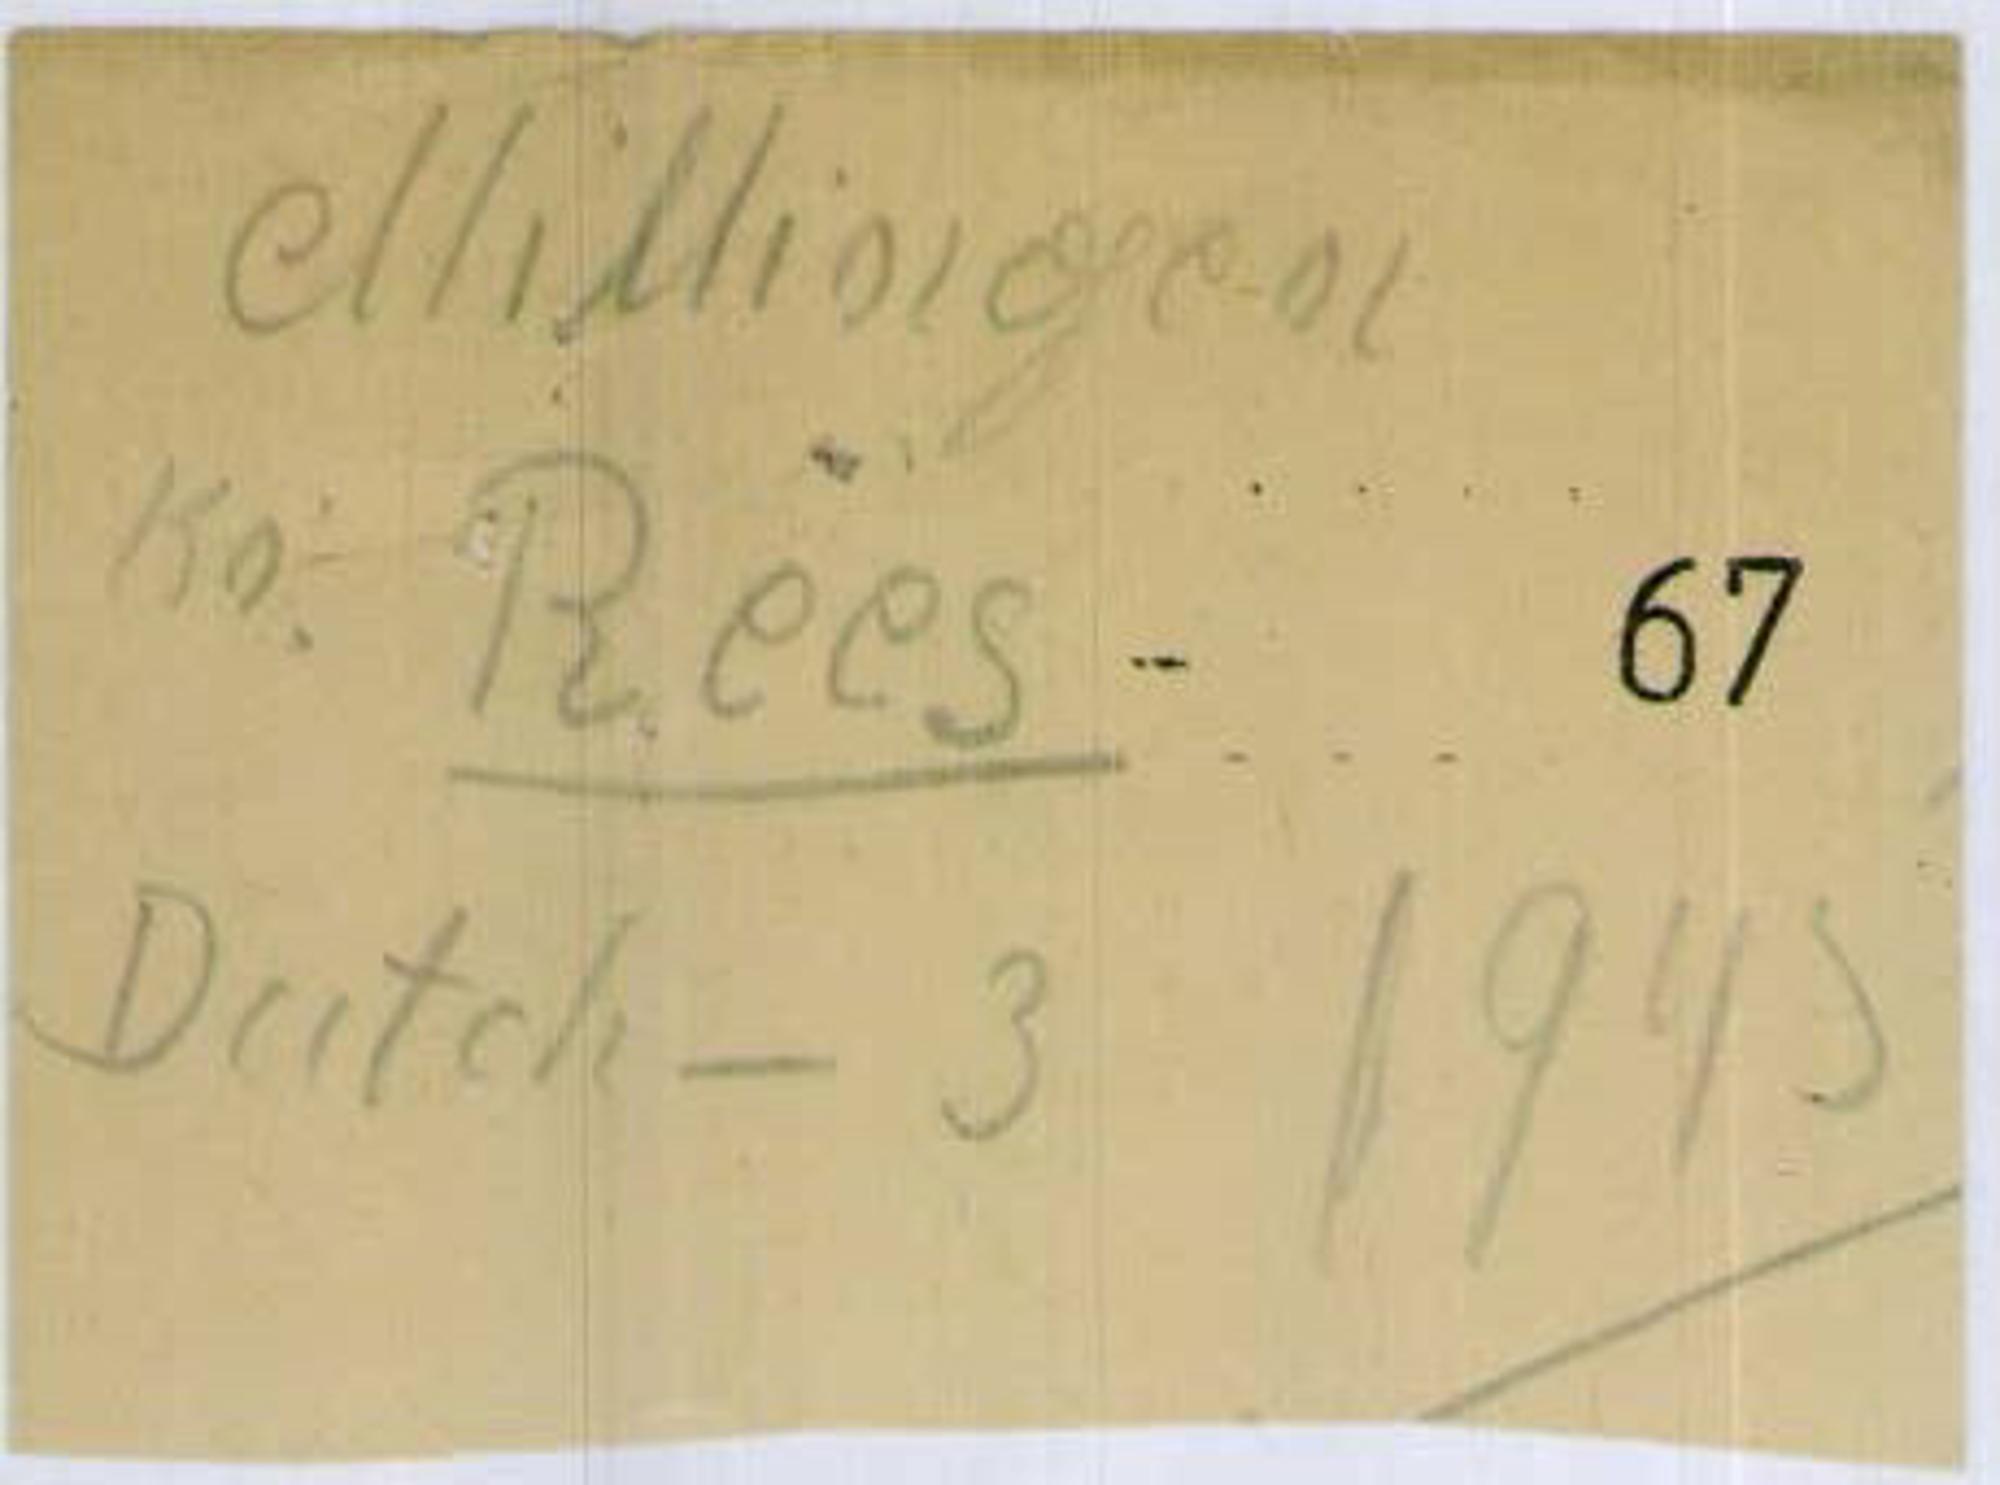 Millingen
Kr. Rees -
67
Dutch — 3 1945